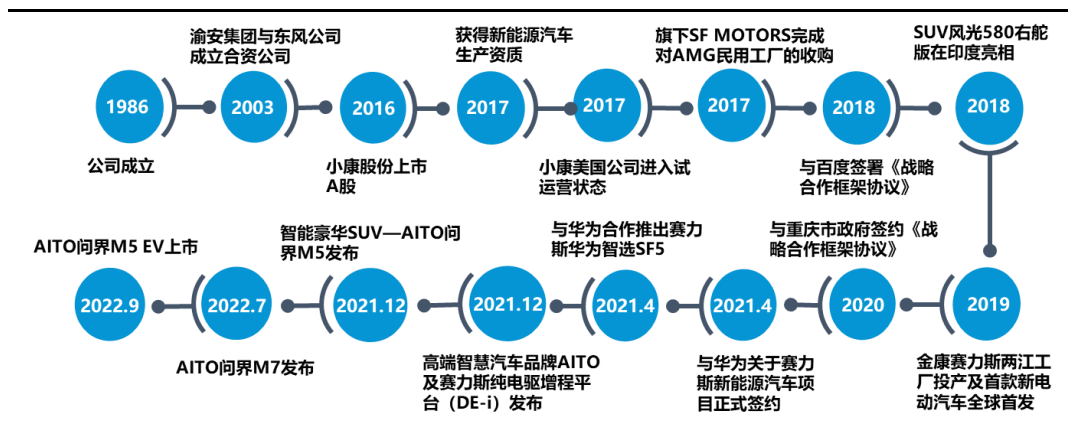 渝安集团与东风公司
成立合资公司
获得新能源汽车
生产资质
旗下SF MOTORS完成
对AMG民用工厂的收购
SUV风光580右舵
版在印度亮相
1986
2003
2016
2017
2017
2017
2018
2018
公司成立
小康股份上市
A股
小康美国公司进入试
运营状态
与百度签署《战略
合作框架协议》
AITO问界M5 EV上市
智能豪华SUV—AITO问
界M5发布
与华为合作推出赛力
斯华为智选SF5
与重庆市政府签约《战
略合作框架协议》
2022.9
2022.7
2021.12
2021.12
2021.4
2021.4
2020
2019
AITO问界M7发布
高端智慧汽车品牌AITO
及赛力斯纯电驱增程平
台（DE-i）发布
与华为关于赛力
斯新能源汽车项
目正式签约
金康赛力斯两江工
厂投产及首款新电
动汽车全球首发